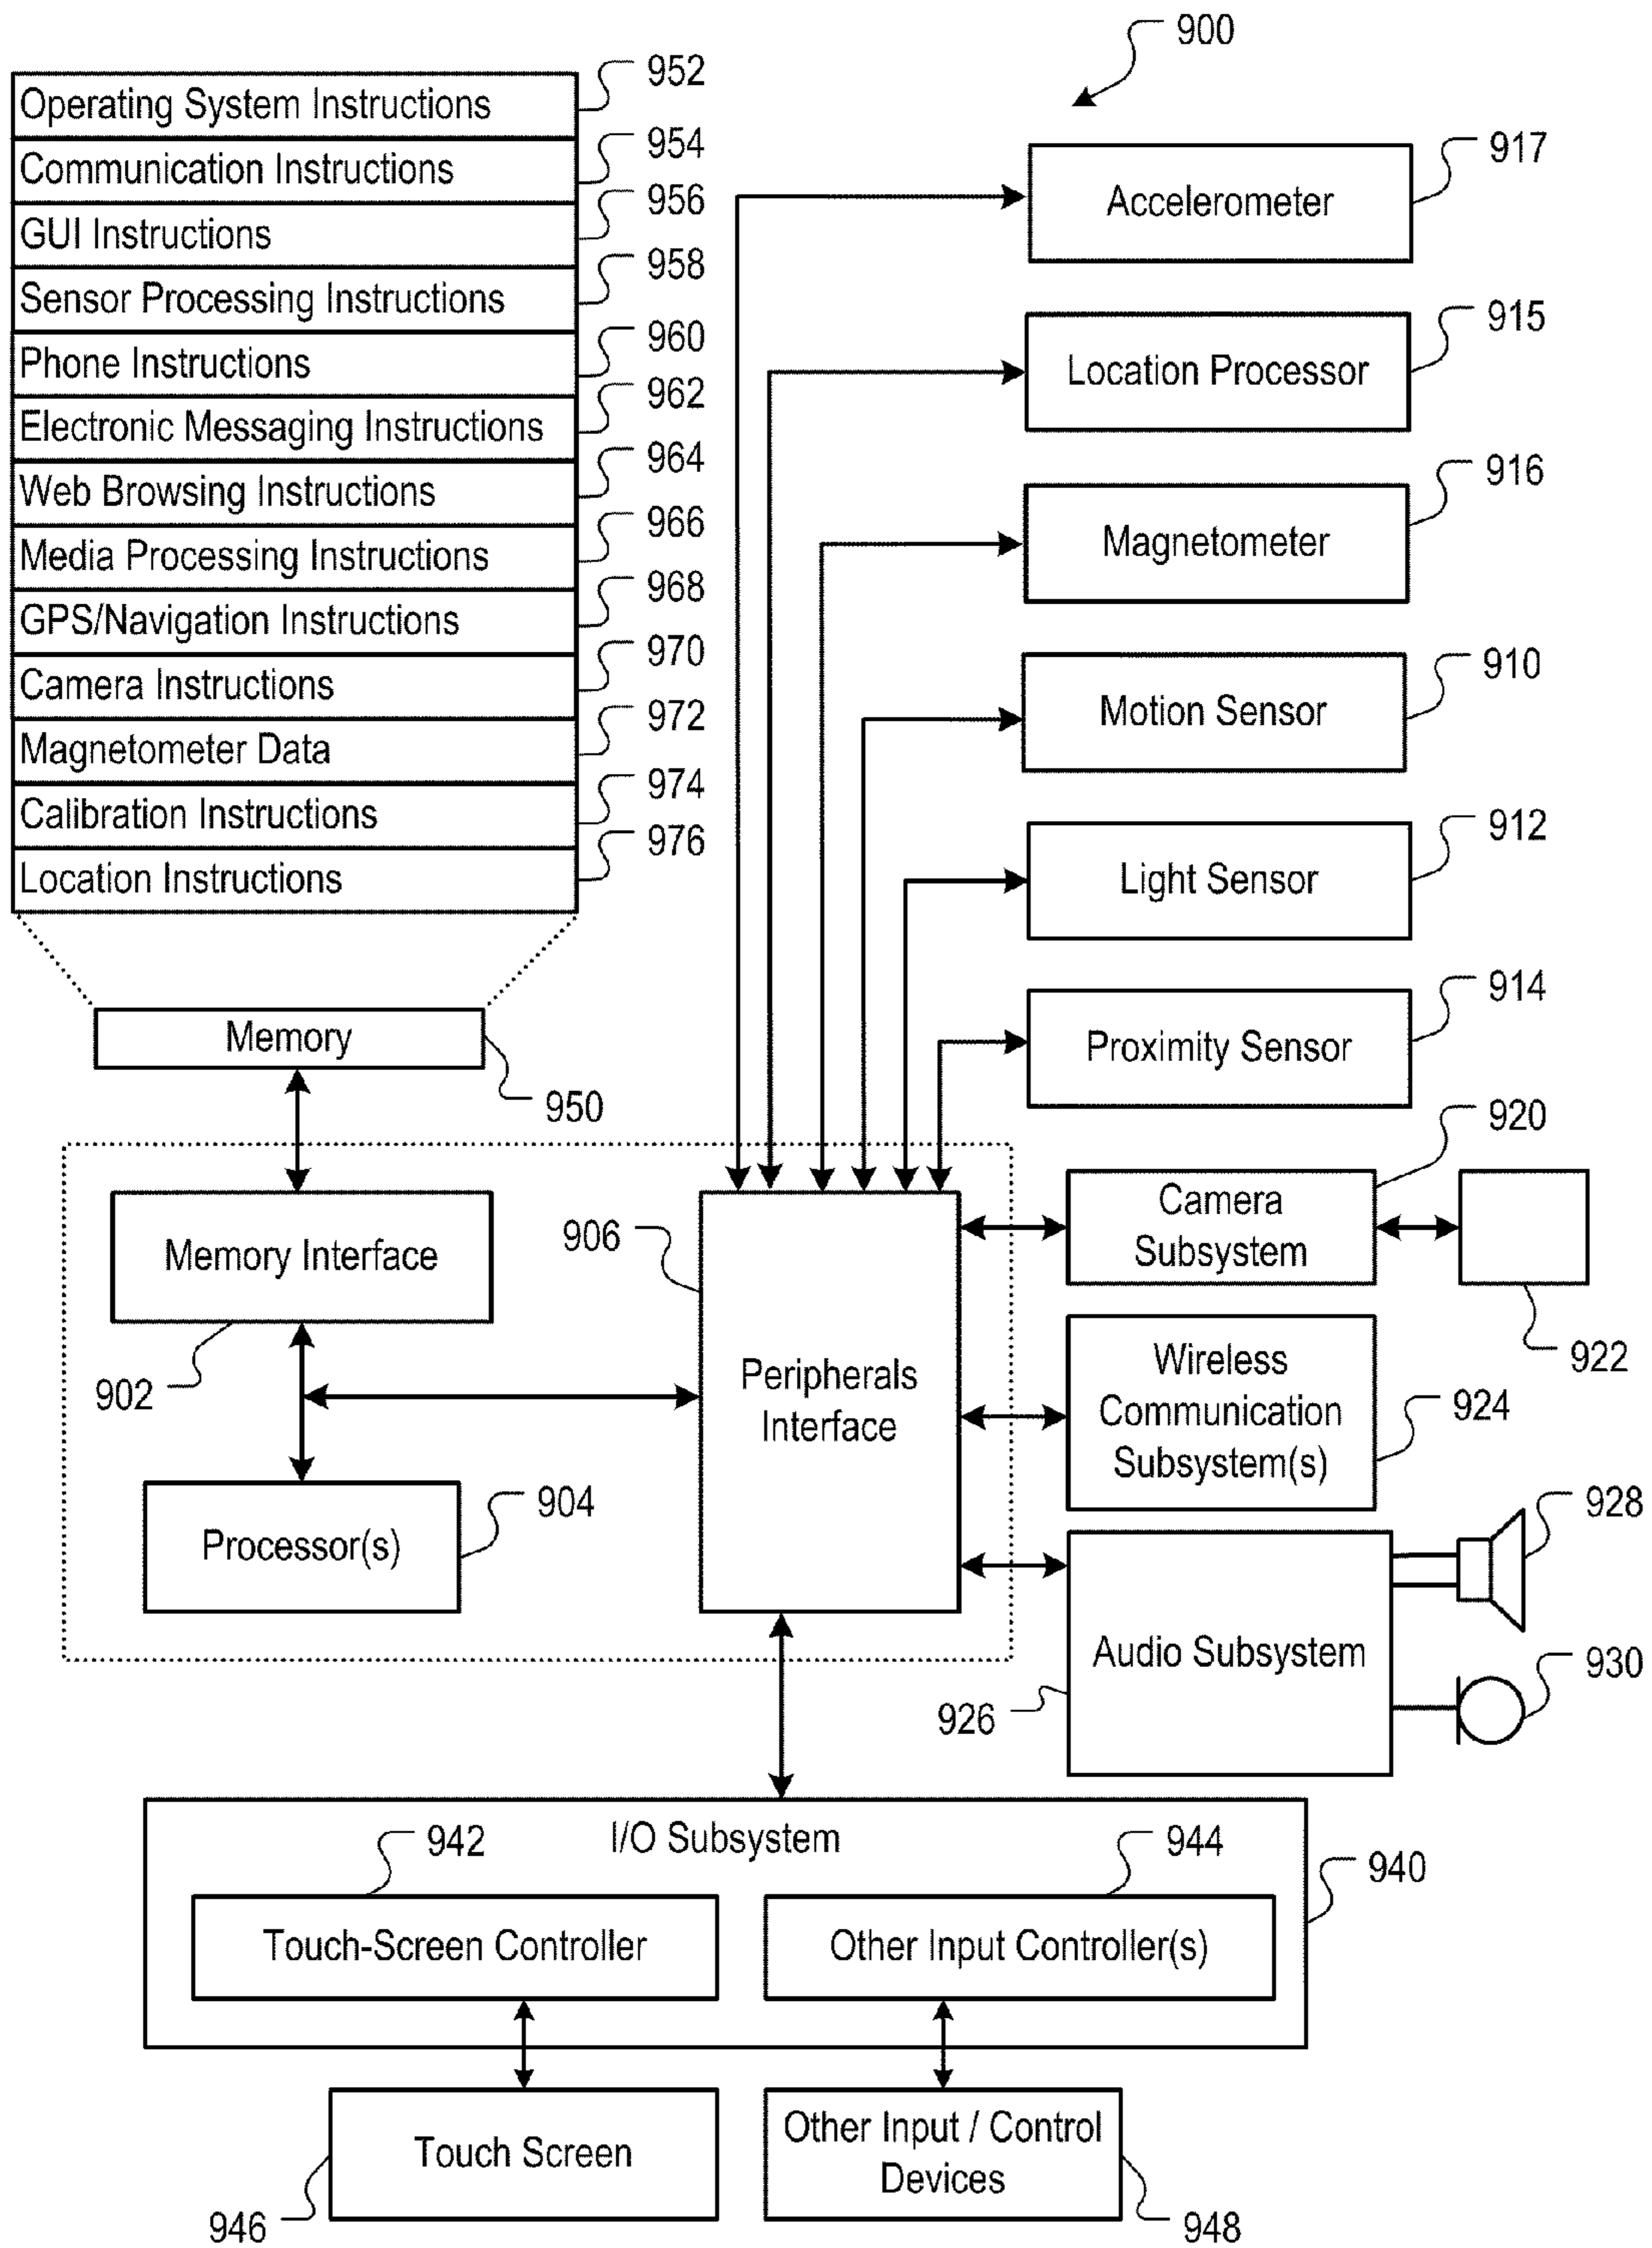 900
952
Operating System Instructions
954
Communication Instructions
956
GUI Instructions
958
Sensor Processing Instructions
960
Phone Instructions
962
Electronic Messaging Instructions
964
Web Browsing Instructions
966
Media Processing Instructions
968
GPS/Navigation Instructions
970
Camera Instructions
972
Magnetometer Data
974
Calibration Instructions
976
Location Instructions
Memory
950
917
Accelerometer
915
Location Processor
916
Magnetometer
910
Motion Sensor
912
Light Sensor
914
Proximity Sensor
920
Camera
Subsystem
922
Memory Interface
902
906
Peripherals
Interface
Wireless
Communication
Subsystem(s)
924
Processor(s)
904
928
Audio Subsystem
926
930
I/O Subsystem
942
944
940
Touch-Screen Controller
Other Input Controller(s)
Touch Screen
946
Other Input / Control
Devices
948